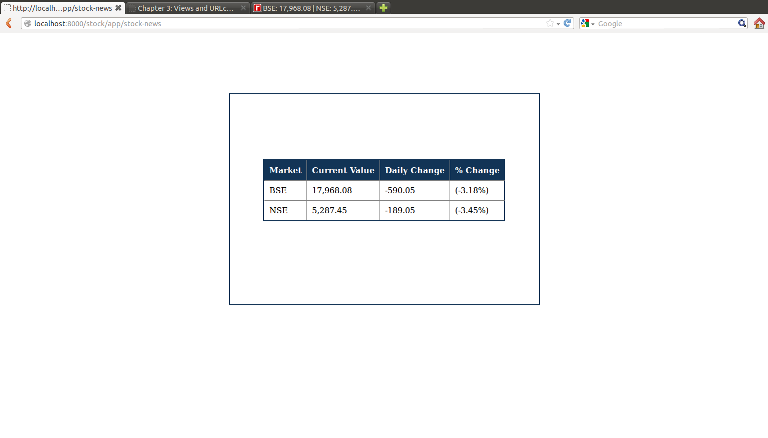 http://localh...pp/stock-news
Chapter 3: Views and URLc...
BSE: 17,968.08 | NSE: 5,287....
localhost:8000/stock/app/stock-news
Google
Market Current Value Daily Change % Change
BSE 17,968.08 -590.05 (-3.18%)
NSE 5,287.45 -189.05 (-3.45%)